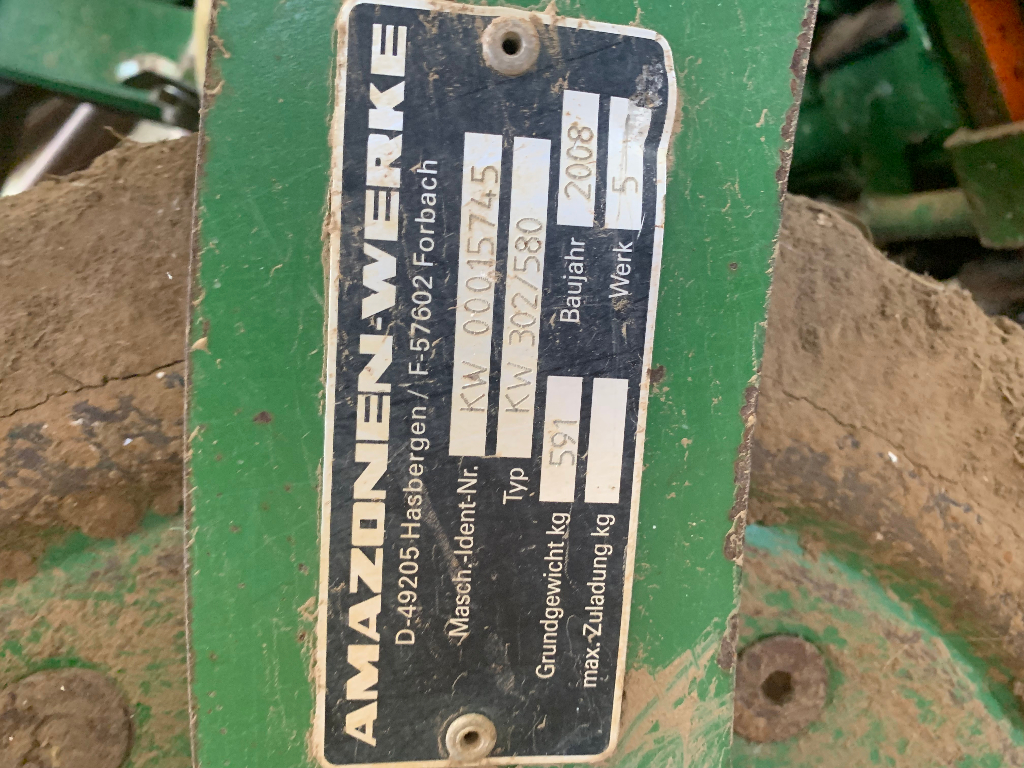 AMAZONEN-WERKE
D-49205 Hasbergen / F-57602 Forbach
Masch.-Ident-Nr. KW 00015745
Typ KW 302/580
Grundgewicht kg 591 Baujahr 2008
max.-Zuladung kg Werk 5